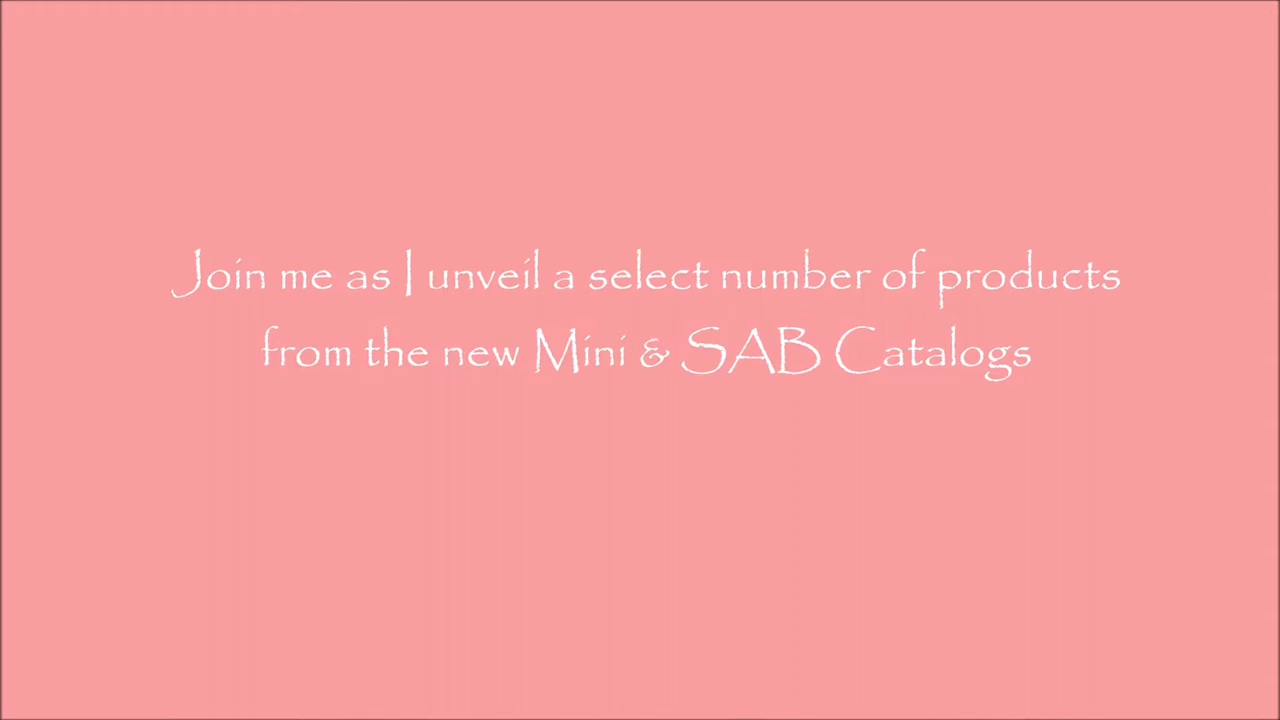 Join me as I unveil a select number of products
from the new Mini & SAB Catalogs